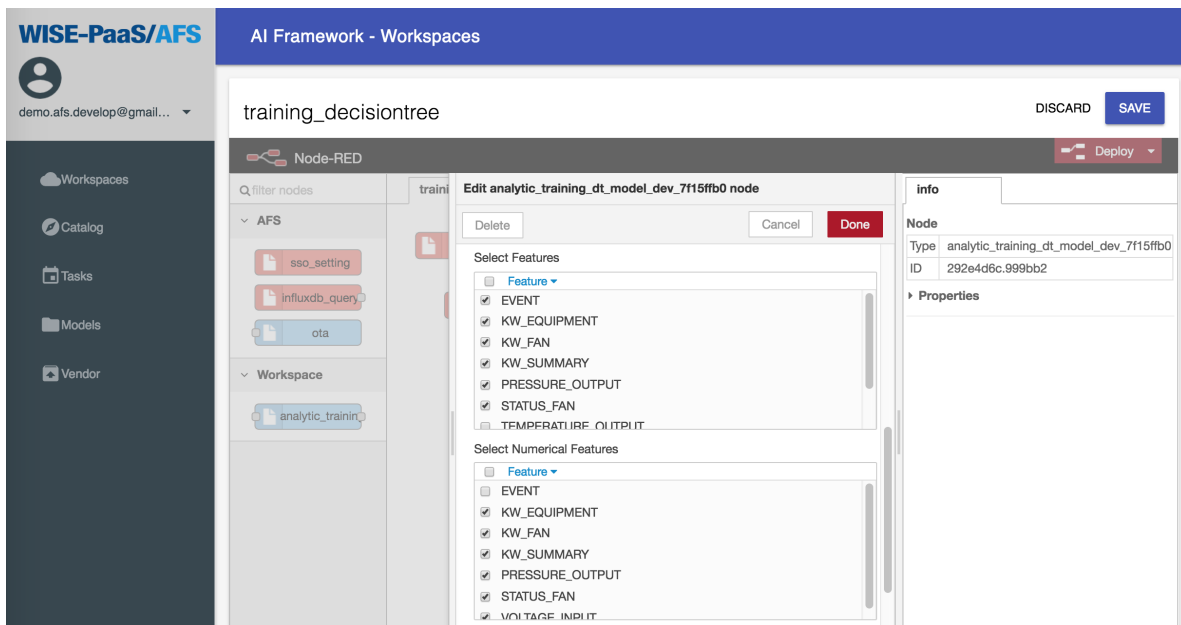 WISE-PaaS/AFS
AI Framework - Workspaces
demo.afs.develop@gmail...
training_decisiontree
DISCARD
SAVE
Node-RED
Deploy
Workspaces
Catalog
Tasks
Models
Vendor
filter nodes
AFS
sso_setting
influxdb_query
ota
Workspace
analytic_training
traini
Edit analytic_training_dt_model_dev_7f15ffb0 node
Delete
Cancel
Done
Select Features
Feature
EVENT
KW_EQUIPMENT
KW_FAN
KW_SUMMARY
PRESSURE_OUTPUT
STATUS_FAN
TEMPERATURE_OUTPUT
Select Numerical Features
Feature
EVENT
KW_EQUIPMENT
KW_FAN
KW_SUMMARY
PRESSURE_OUTPUT
STATUS_FAN
VOLTAGE_INPUT
info
Node
Type analytic_training_dt_model_dev_7f15ffb0
ID 292e4d6c.999bb2
Properties